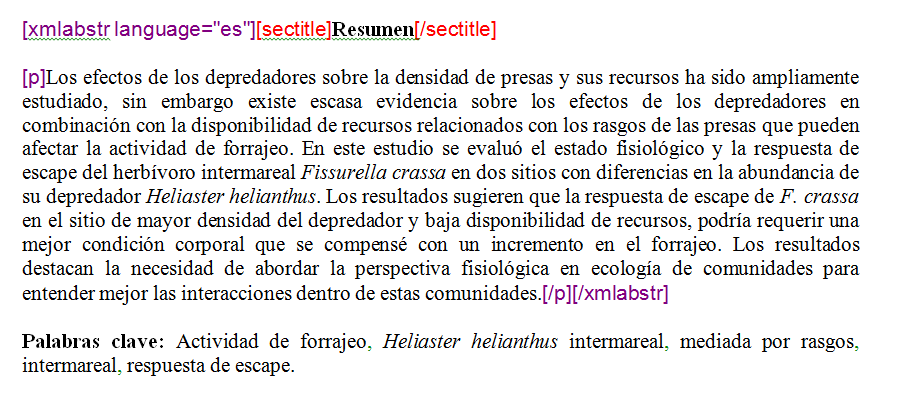 [xmlabstr language="es"][sectitle]Resumen[/sectitle]
[p]Los efectos de los depredadores sobre la densidad de presas y sus recursos ha sido ampliamente
estudiado, sin embargo existe escasa evidencia sobre los efectos de los depredadores en
combinación con la disponibilidad de recursos relacionados con los rasgos de las presas que pueden
afectar la actividad de forrajeo. En este estudio se evaluó el estado fisiológico y la respuesta de
escape del herbívoro intermareal Fissurella crassa en dos sitios con diferencias en la abundancia de
su depredador Heliaster helianthus. Los resultados sugieren que la respuesta de escape de F. crassa
en el sitio de mayor densidad del depredador y baja disponibilidad de recursos, podría requerir una
mejor condición corporal que se compensé con un incremento en el forrajeo. Los resultados
destacan la necesidad de abordar la perspectiva fisiológica en ecología de comunidades para
entender mejor las interacciones dentro de estas comunidades.[/p][/xmlabstr]
Palabras clave: Actividad de forrajeo, Heliaster helianthus intermareal, mediada por rasgos,
intermareal, respuesta de escape.